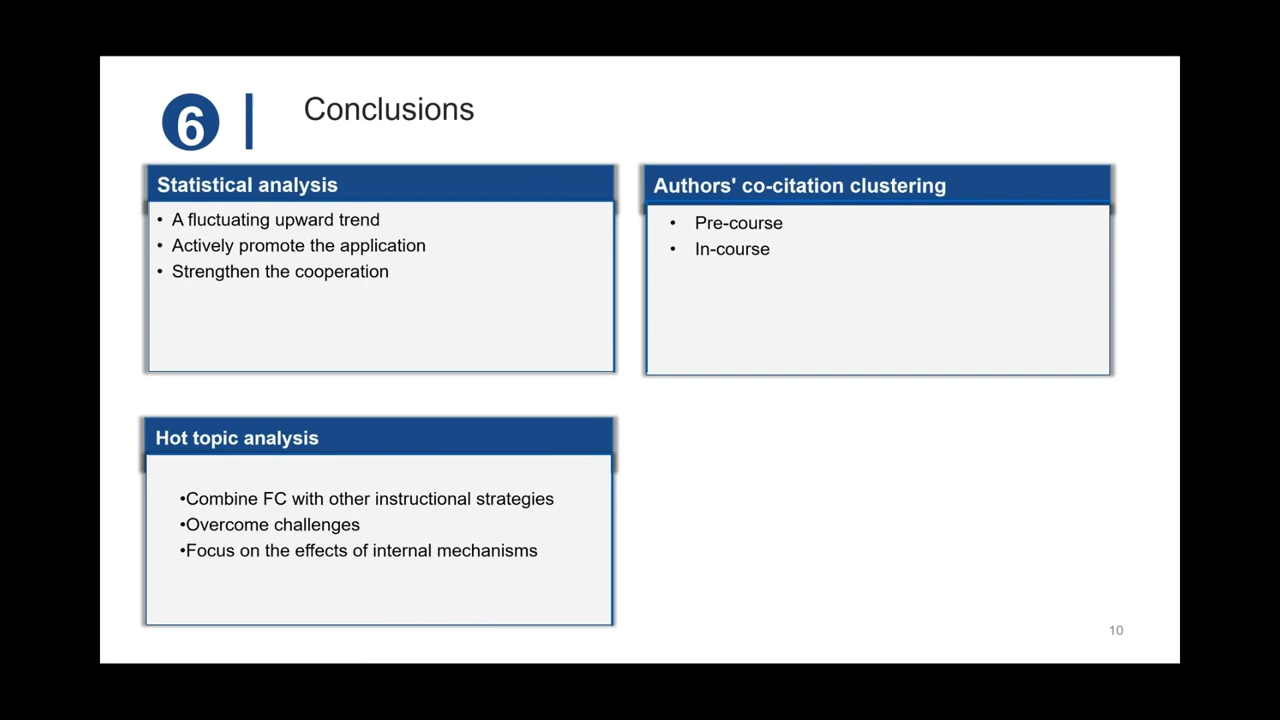 6
Conclusions
Statistical analysis
• A fluctuating upward trend
• Actively promote the application
• Strengthen the cooperation
Authors' co-citation clustering
• Pre-course
• In-course
Hot topic analysis
•Combine FC with other instructional strategies
•Overcome challenges
•Focus on the effects of internal mechanisms
10